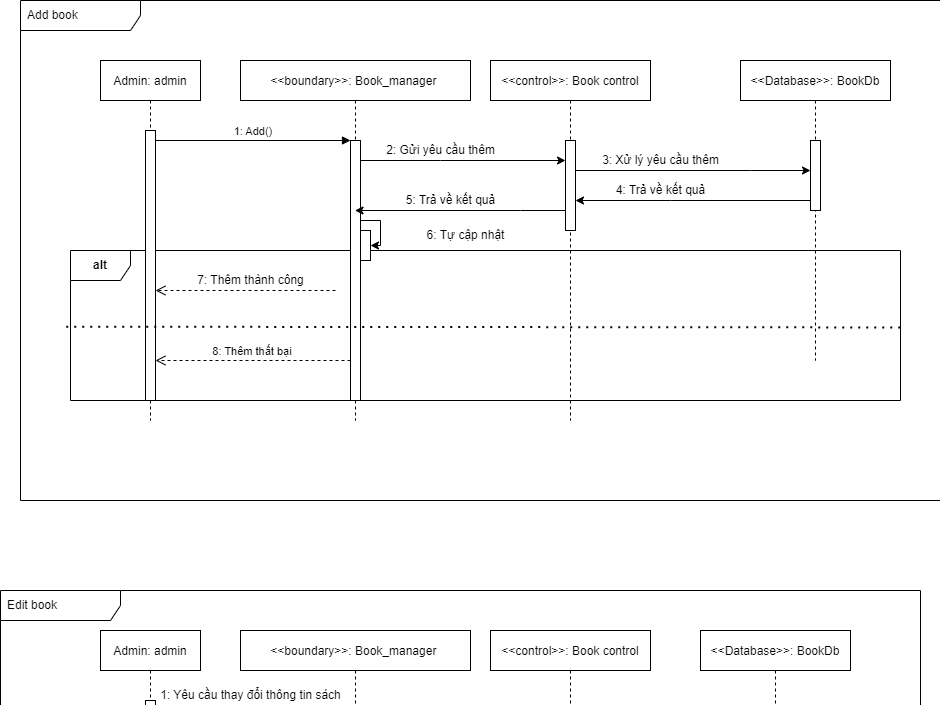 Add book
Admin: admin
<<boundary>>: Book_manager
<<control>>: Book control
<<Database>>: BookDb
1: Add()
2: Gửi yêu cầu thêm
3: Xử lý yêu cầu thêm
4: Trả về kết quả
5: Trả về kết quả
6: Tự cập nhật
alt
7: Thêm thành công
8: Thêm thất bại
Edit book
Admin: admin
<<boundary>>: Book_manager
<<control>>: Book control
<<Database>>: BookDb
1: Yêu cầu thay đổi thông tin sách